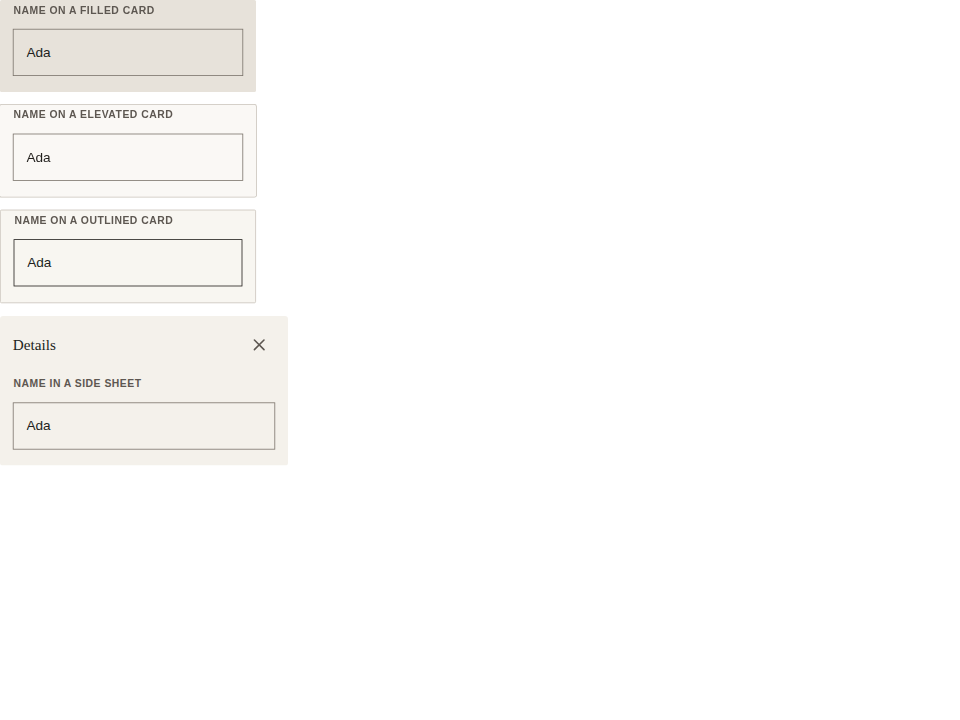 NAME ON A FILLED CARD
Ada
NAME ON A ELEVATED CARD
Ada
NAME ON A OUTLINED CARD
Ada
Details
NAME IN A SIDE SHEET
Ada